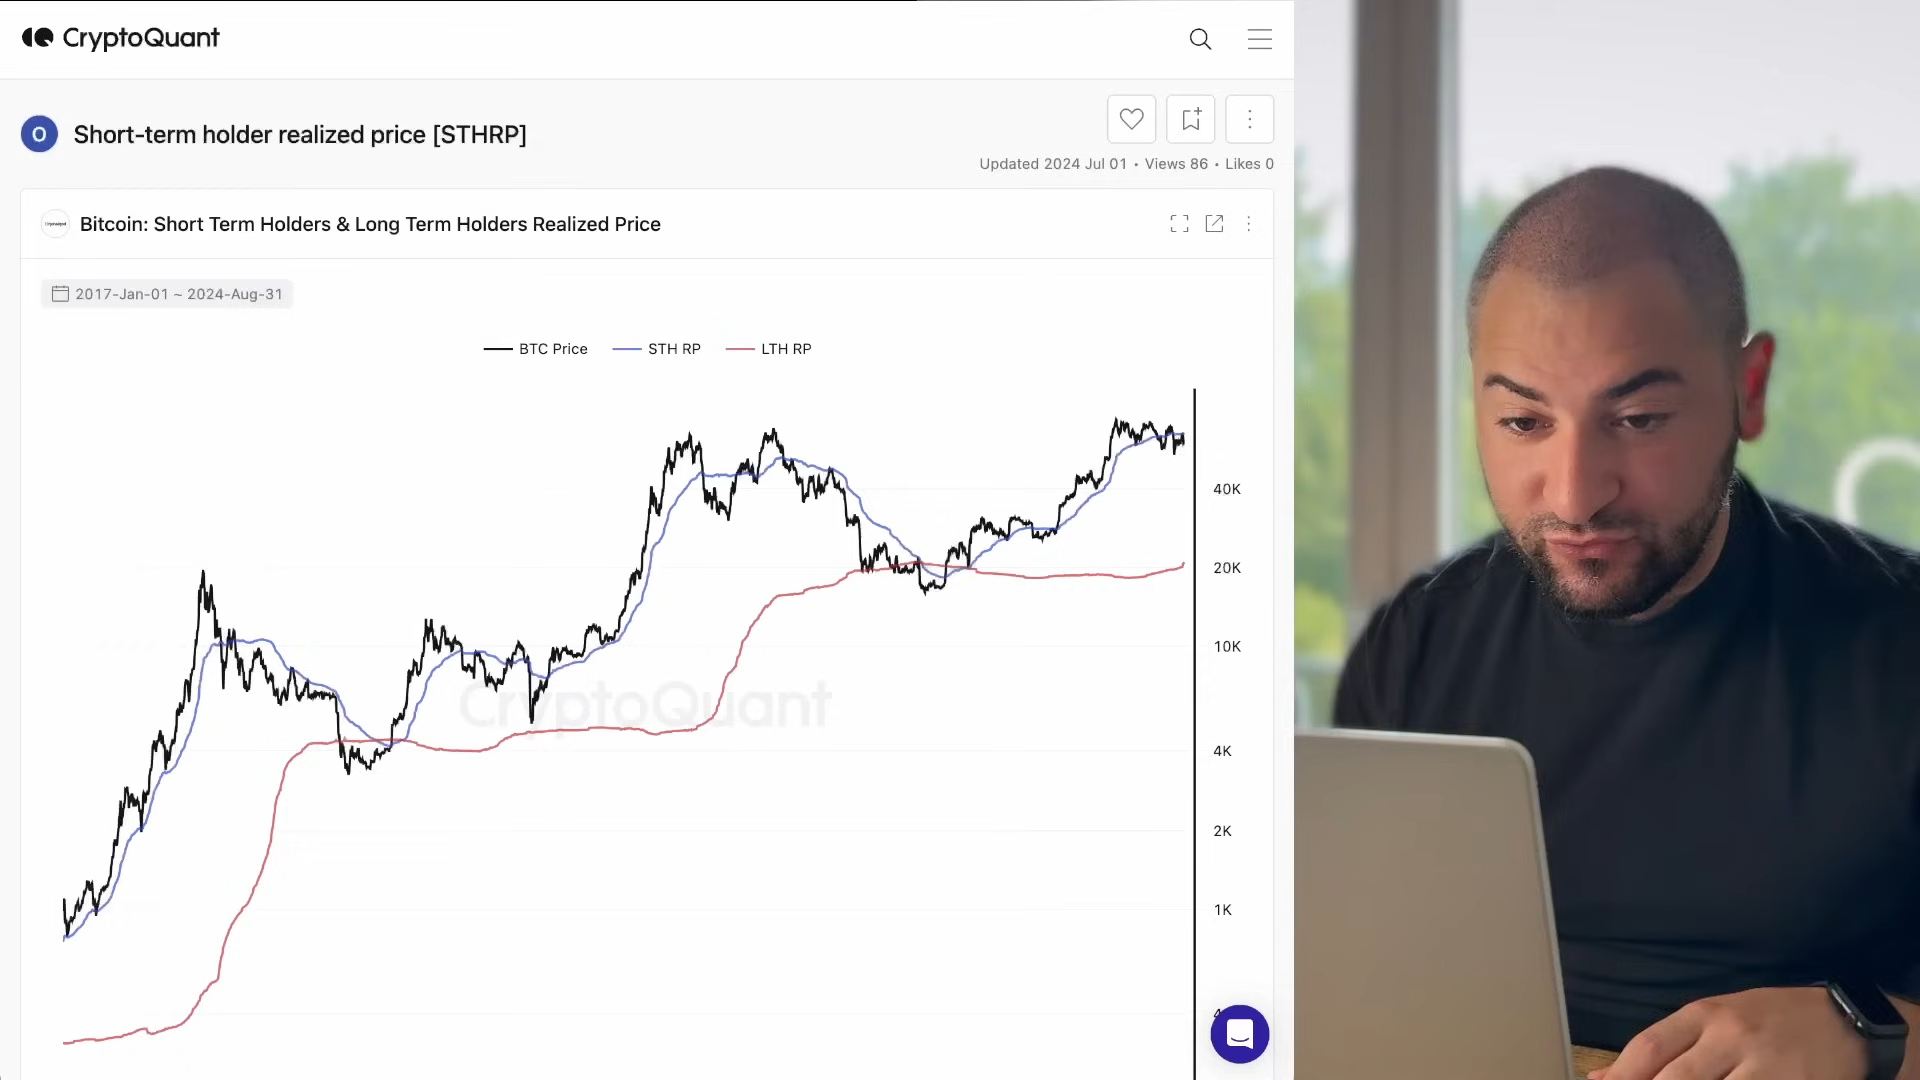 CryptoQuant
O
Short-term holder realized price [STHRP]
Updated 2024 Jul 01 • Views 86 • Likes 0
Bitcoin: Short Term Holders & Long Term Holders Realized Price
2017-Jan-01 ~ 2024-Aug-31
BTC Price STH RP LTH RP
40K
20K
10K
CryptoQuant
4K
2K
1K